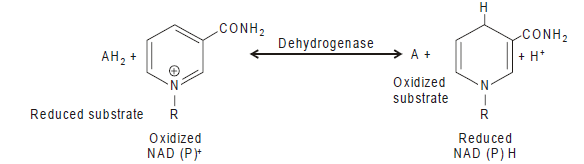 H
CONH₂
CONH₂
Dehydrogenase
AH₂ +
A +
+ H⁺
⊕
N
N
Oxidized
substrate
Reduced substrate
R
R
Oxidized
NAD (P)⁺
Reduced
NAD (P) H